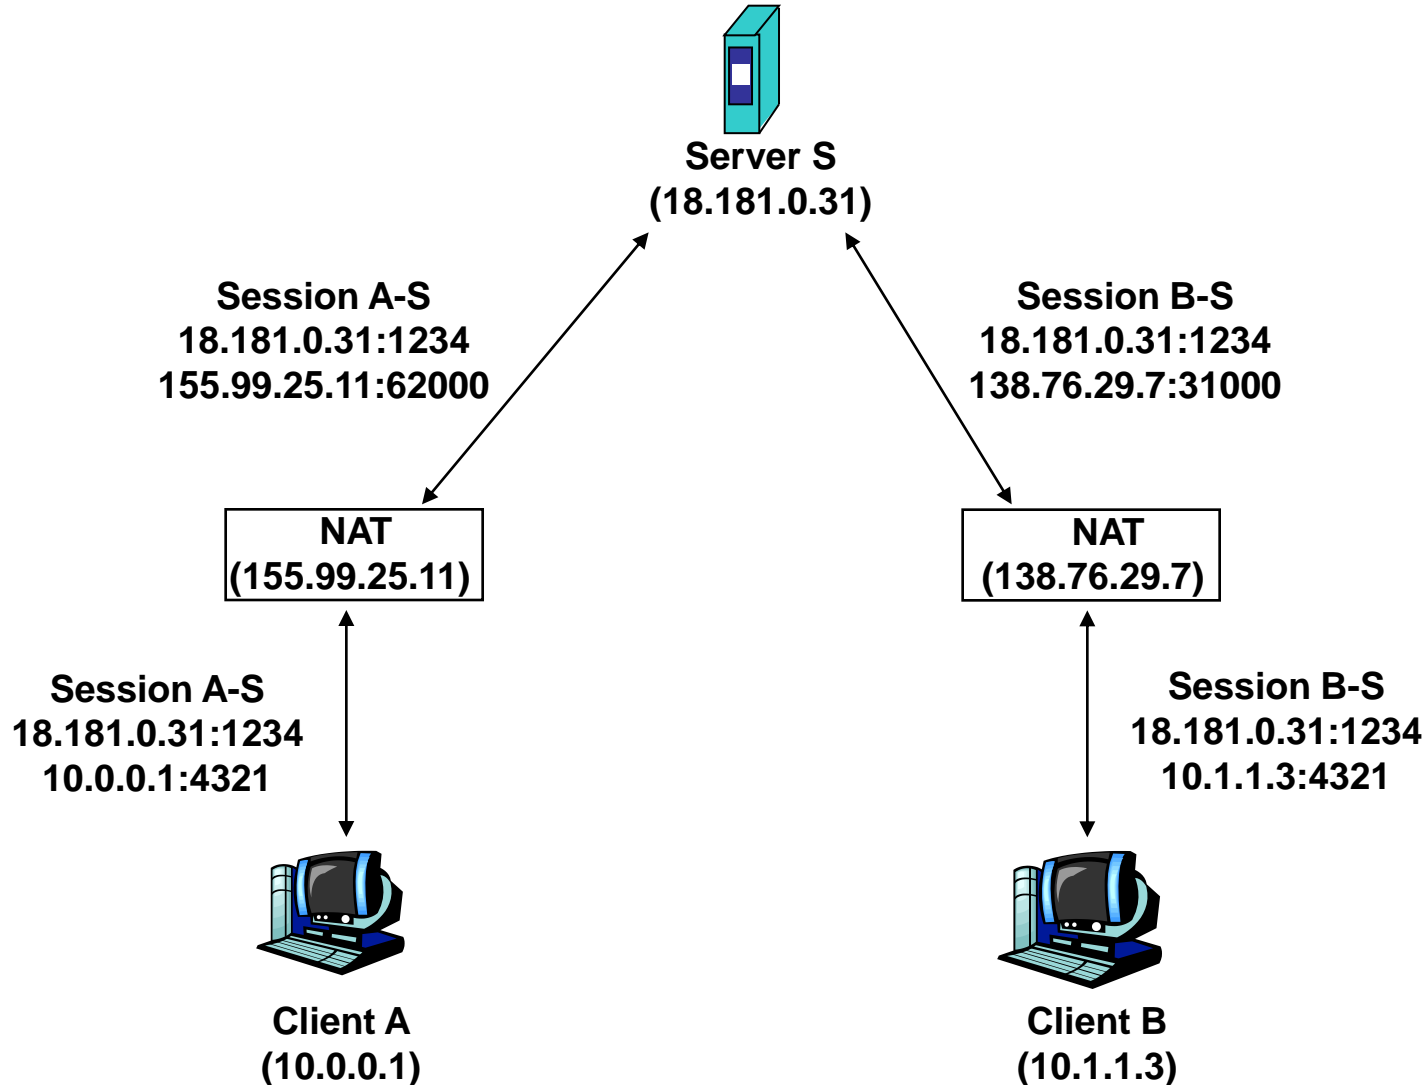 Server S
(18.181.0.31)
Session A-S
18.181.0.31:1234
155.99.25.11:62000
Session B-S
18.181.0.31:1234
138.76.29.7:31000
NAT
(155.99.25.11)
NAT
(138.76.29.7)
Session A-S
18.181.0.31:1234
10.0.0.1:4321
Session B-S
18.181.0.31:1234
10.1.1.3:4321
Client A
(10.0.0.1)
Client B
(10.1.1.3)